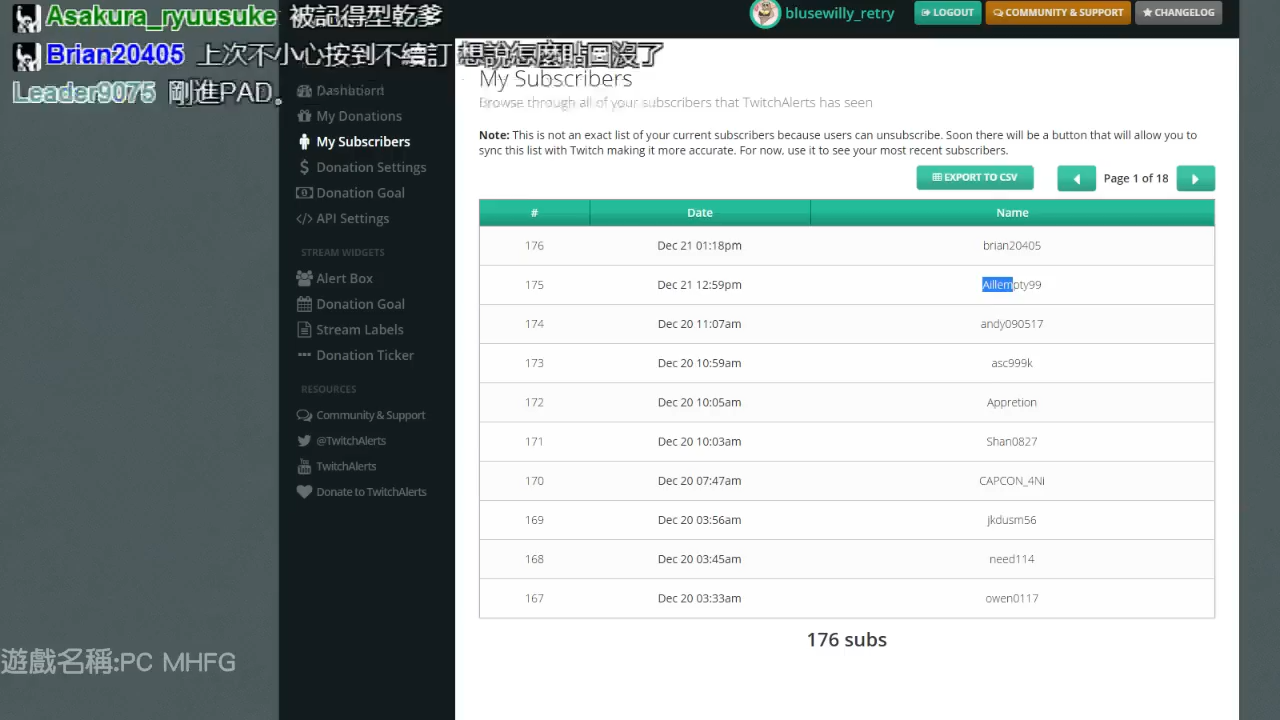 Asakura_ryuusuke 被記得型乾爹
Brian20405 上次不小心按到不續訂 想說怎麼貼圖沒了
Leader9075 剛進PAD。
blusewilly_retry
LOGOUT
COMMUNITY & SUPPORT
CHANGELOG
Dashboard
My Donations
My Subscribers
Donation Settings
Donation Goal
API Settings
STREAM WIDGETS
Alert Box
Donation Goal
Stream Labels
Donation Ticker
RESOURCES
Community & Support
@TwitchAlerts
TwitchAlerts
Donate to TwitchAlerts
My Subscribers
Browse through all of your subscribers that TwitchAlerts has seen
Note: This is not an exact list of your current subscribers because users can unsubscribe. Soon there will be a button that will allow you to
sync this list with Twitch making it more accurate. For now, use it to see your most recent subscribers.
EXPORT TO CSV
Page 1 of 18
# Date Name
176 Dec 21 01:18pm brian20405
175 Dec 21 12:59pm Aillempty99
174 Dec 20 11:07am andy090517
173 Dec 20 10:59am asc999k
172 Dec 20 10:05am Appretion
171 Dec 20 10:03am Shan0827
170 Dec 20 07:47am CAPCON_4Ni
169 Dec 20 03:56am jkdusm56
168 Dec 20 03:45am need114
167 Dec 20 03:33am owen0117
176 subs
遊戲名稱:PC MHFG